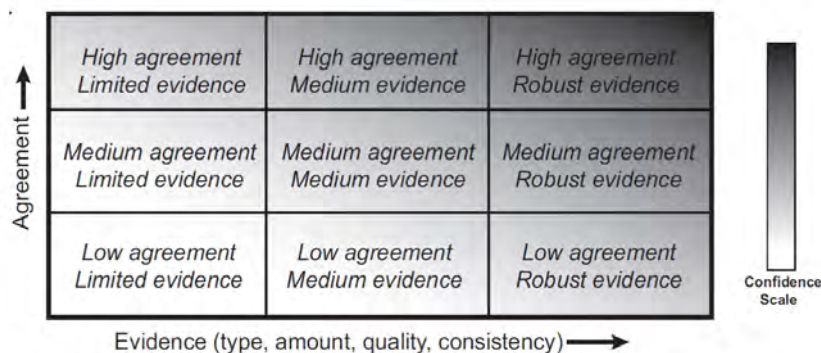 High agreement
Limited evidence
High agreement
Medium evidence
High agreement
Robust evidence
Medium agreement
Limited evidence
Medium agreement
Medium evidence
Medium agreement
Robust evidence
Low agreement
Limited evidence
Low agreement
Medium evidence
Low agreement
Robust evidence
Agreement
Evidence (type, amount, quality, consistency)
Confidence
Scale